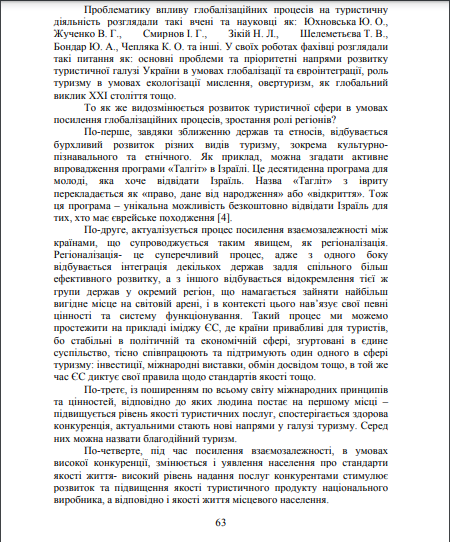 Проблематику впливу глобалізаційних процесів на туристичну
діяльність розглядали такі вчені та науковці як: Юхновська Ю. О.,
Жученко В. Г., Смирнов І. Г., Зікій Н. Л., Шелеметьєва Т. В.,
Бондар Ю. А., Чепляка К. О. та інші. У своїх роботах фахівці розглядали
такі питання як: основні проблеми та пріоритетні напрями розвитку
туристичної галузі України в умовах глобалізації та євроінтеграції, роль
туризму в умовах екологізації мислення, овертуризм, як глобальний
виклик XXI століття тощо.
То як же видозмінюється розвиток туристичної сфери в умовах
посилення глобалізаційних процесів, зростання ролі регіонів?
По-перше, завдяки зближенню держав та етносів, відбувається
бурхливий розвиток різних видів туризму, зокрема культурно-
пізнавального та етнічного. Як приклад, можна згадати активне
впровадження програми «Талгіт» в Ізраїлі. Це десятиденна програма для
молоді, яка хоче відвідати Ізраїль. Назва «Тагліт» з івриту
перекладається як «право, дане від народження» або «відкриття». Тож
ця програма – унікальна можливість безкоштовно відвідати Ізраїль для
тих, хто має єврейське походження [4].
По-друге, актуалізується процес посилення взаємозалежності між
країнами, що супроводжується таким явищем, як регіоналізація.
Регіоналізація- це суперечливий процес, адже з одного боку
відбувається інтеграція декількох держав задля спільного більш
ефективного розвитку, а з іншого відбувається відокремлення тієї ж
групи держав у окремий регіон, що намагається зайняти найбільш
вигідне місце на світовій арені, і в контексті цього нав’язує свої певні
цінності та систему функціонування. Такий процес ми можемо
простежити на прикладі іміджу ЄС, де країни привабливі для туристів,
бо стабільні в політичній та економічній сфері, згуртовані в єдине
суспільство, тісно співпрацюють та підтримують один одного в сфері
туризму: інвестиції, міжнародні виставки, обмін досвідом тощо, в той же
час ЄС диктує свої правила щодо стандартів якості тощо.
По-третє, із поширенням по всьому світу міжнародних принципів
та цінностей, відповідно до яких людина постає на першому місці –
підвищується рівень якості туристичних послуг, спостерігається здорова
конкуренція, актуальними стають нові напрями у галузі туризму. Серед
них можна назвати благодійний туризм.
По-четверте, під час посилення взаємозалежності, в умовах
високої конкуренції, змінюється і уявлення населення про стандарти
якості життя- високий рівень надання послуг конкурентами стимулює
розвиток та підвищення якості туристичного продукту національного
виробника, а відповідно і якості життя місцевого населення.
63